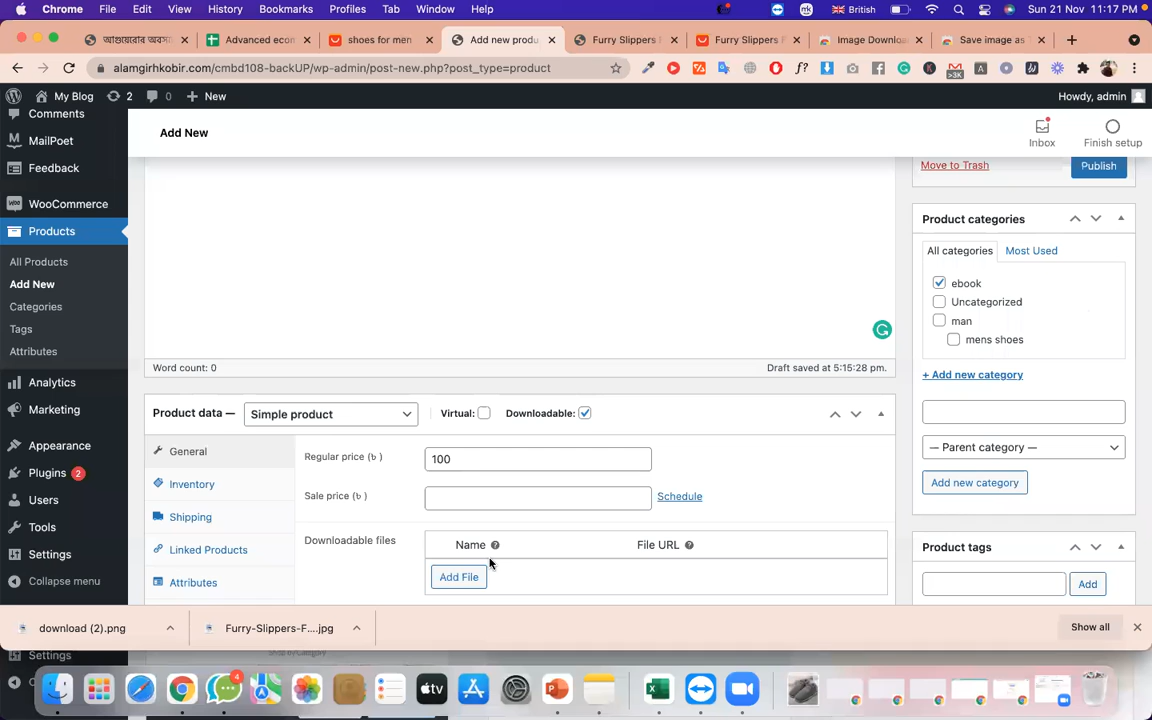 Chrome File Edit View History Bookmarks Profiles Tab Window Help British Sun 21 Nov 11:17 PM
Advanced econ shoes for men Add new produ Furry Slippers F Furry Slippers F Image Downloa Save image as T
alamgirhkobir.com/cmbd108-backUP/wp-admin/post-new.php?post_type=product
My Blog 2 New Howdy, admin
Comments
MailPoet
Feedback
WooCommerce
Products
All Products
Add New
Categories
Tags
Attributes
Analytics
Marketing
Appearance
Plugins 2
Users
Tools
Settings
Collapse menu
Settings
Add New
Inbox
Finish setup
Move to Trash
Publish
Word count: 0 Draft saved at 5:15:28 pm.
Product data — Simple product Virtual: Downloadable:
General
Inventory
Shipping
Linked Products
Attributes
Regular price (৳ ) 100
Sale price (৳ ) Schedule
Downloadable files
Name File URL
Add File
Product categories
All categories Most Used
ebook
Uncategorized
man
mens shoes
+ Add new category
— Parent category —
Add new category
Product tags
Add
download (2).png Furry-Slippers-F....jpg Show all
4
tv